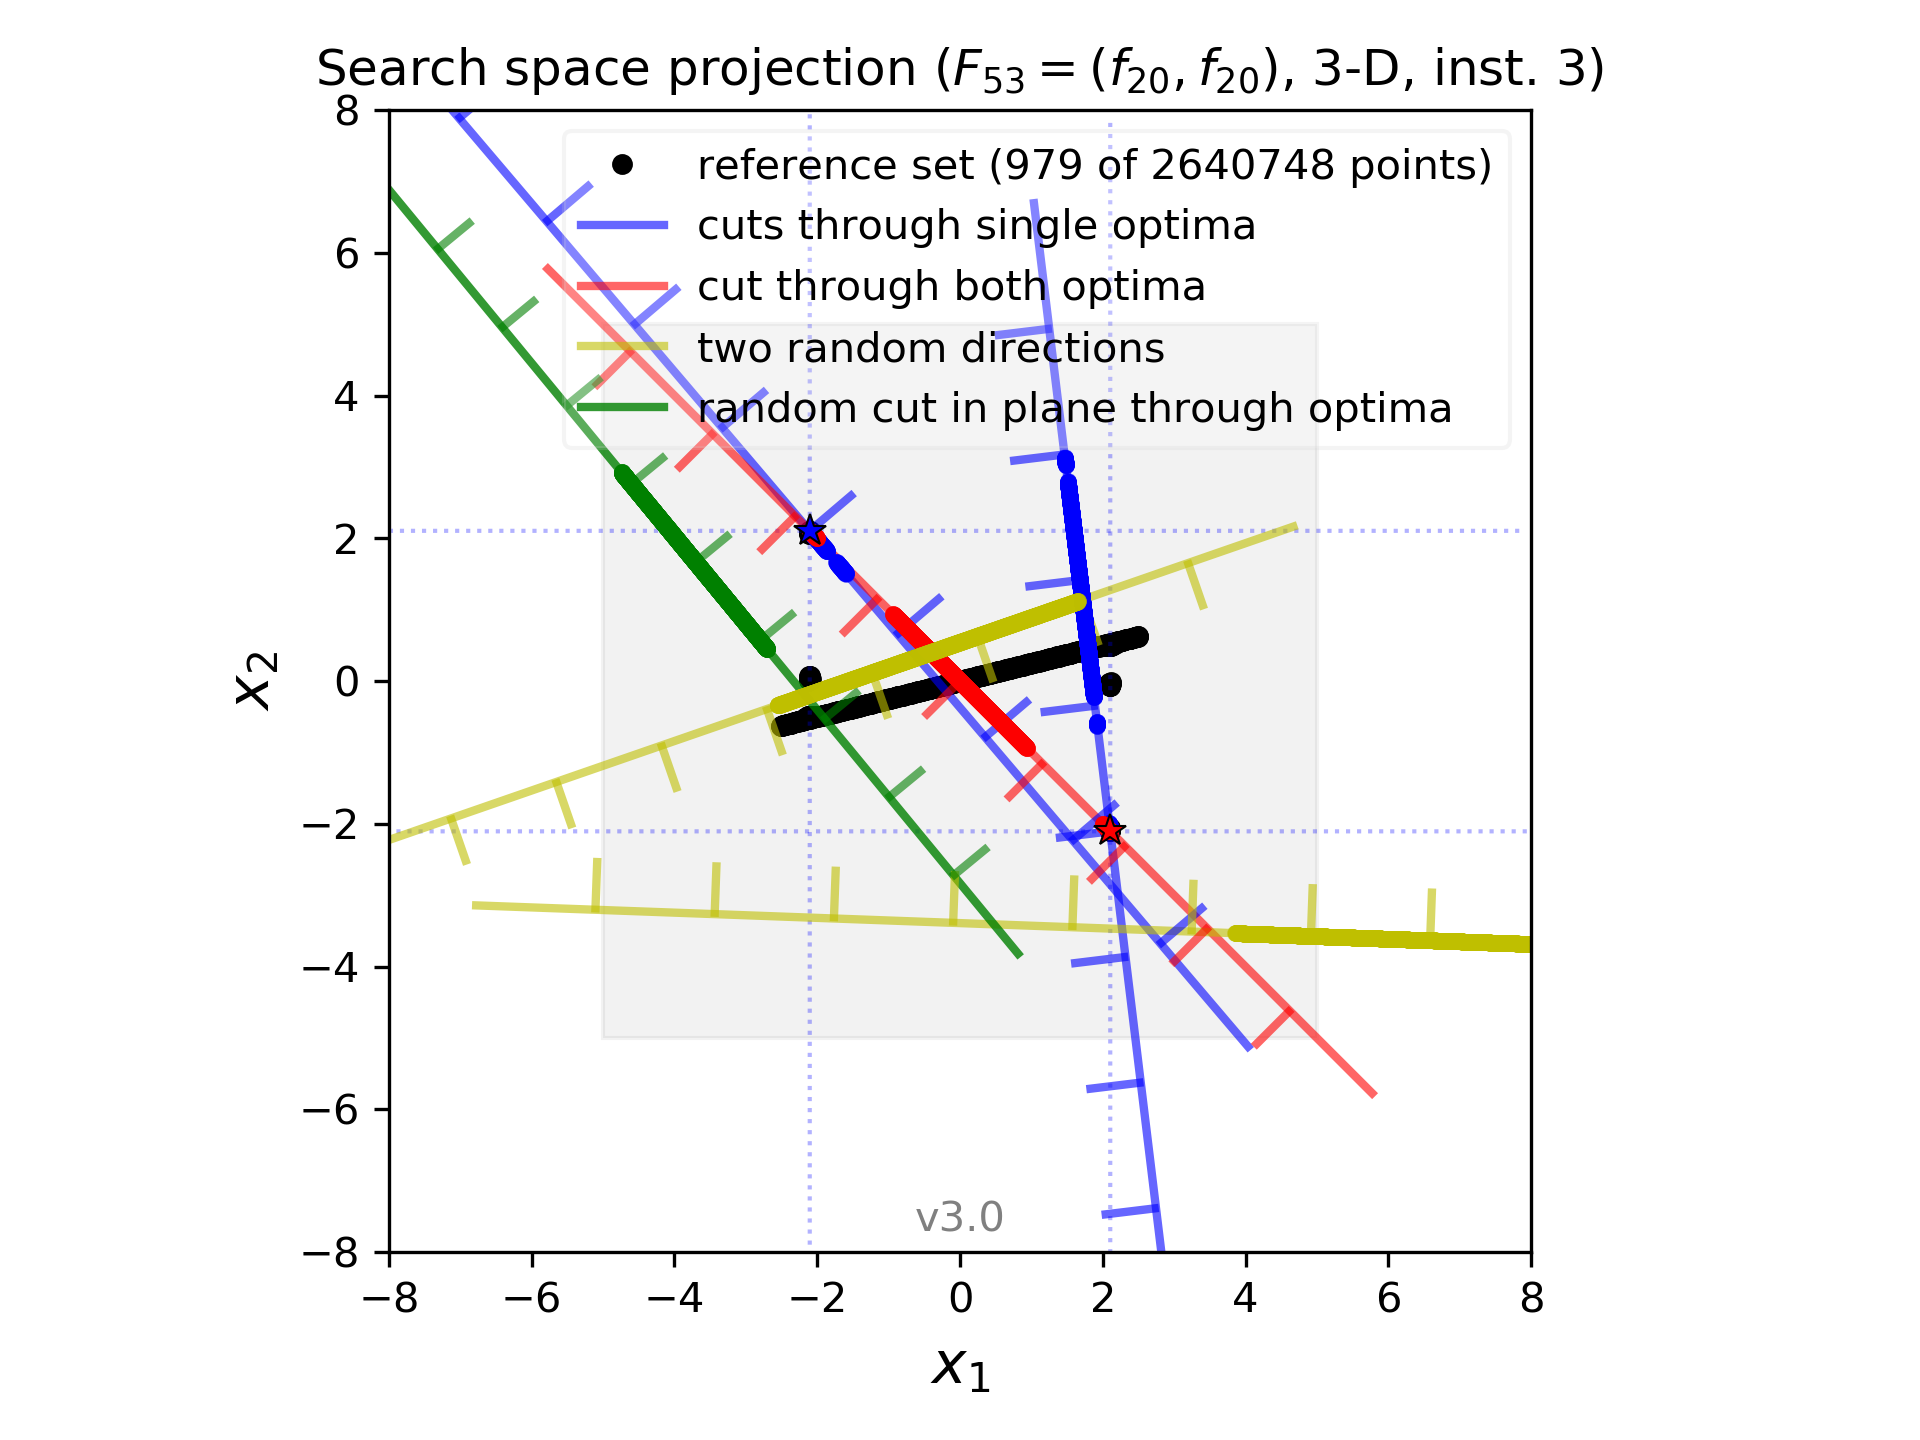 Search space projection (F53 = (f20, f20), 3-D, inst. 3)
reference set (979 of 2640748 points)
cuts through single optima
cut through both optima
two random directions
random cut in plane through optima
8
6
4
2
0
−2
−4
−6
−8
x2
v3.0
−8 −6 −4 −2 0 2 4 6 8
x1